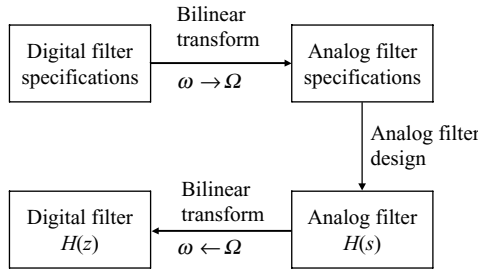 Bilinear
transform
Digital filter
specifications
ω → Ω
Analog filter
specifications
Analog filter
design
Bilinear
transform
Digital filter
H(z)
ω ← Ω
Analog filter
H(s)